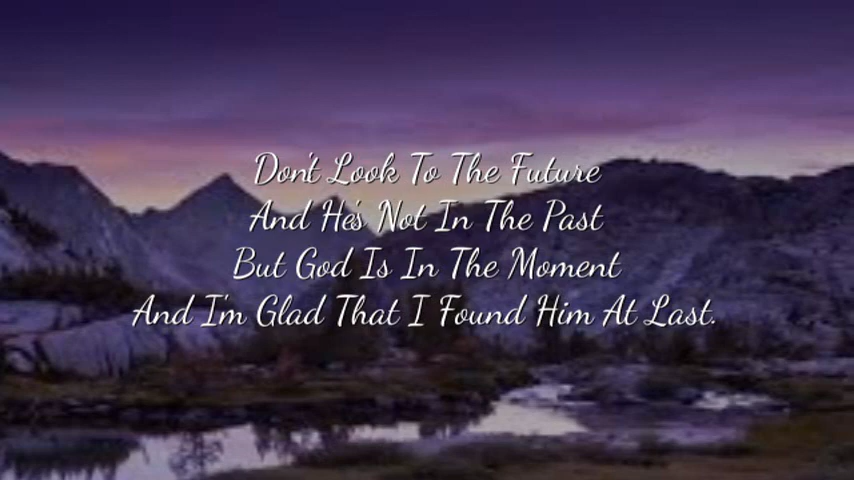 Don't Look To The Future
And He's Not In The Past
But God Is In The Moment
And I'm Glad That I Found Him At Last.